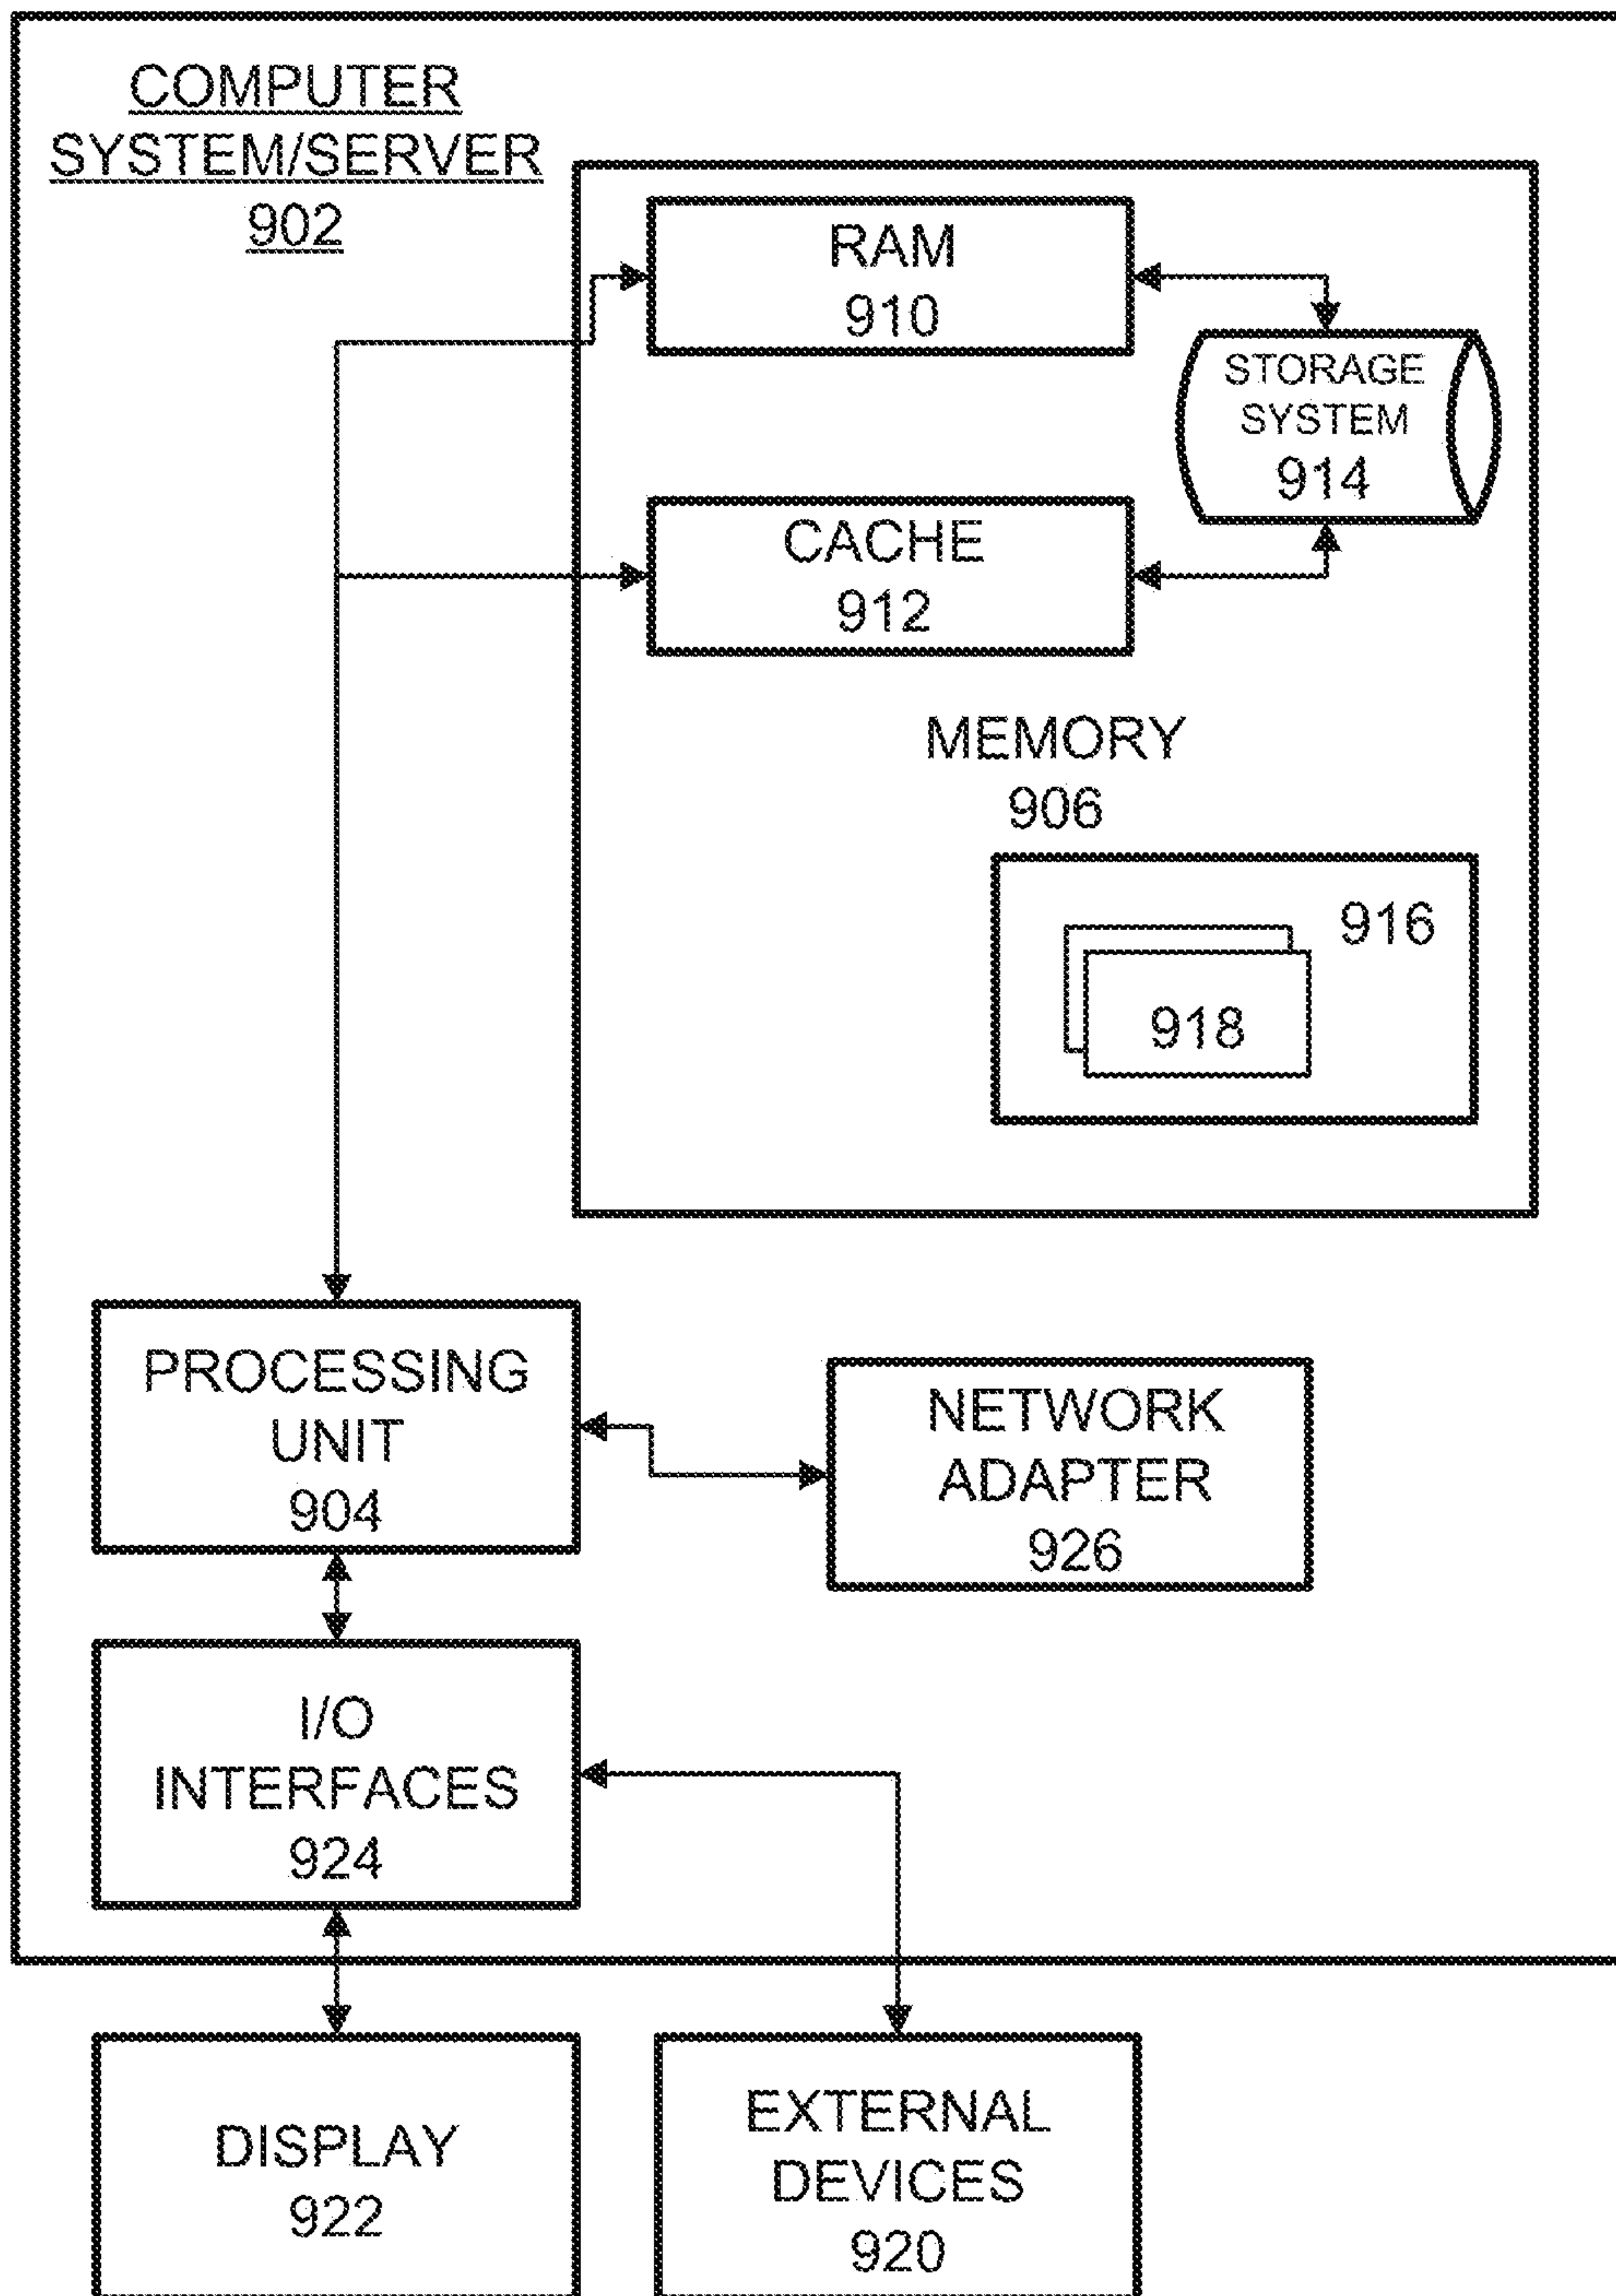 COMPUTER
SYSTEM/SERVER
902
RAM
910
STORAGE
SYSTEM
914
CACHE
912
MEMORY
906
916
918
PROCESSING
UNIT
904
NETWORK
ADAPTER
926
I/O
INTERFACES
924
DISPLAY
922
EXTERNAL
DEVICES
920